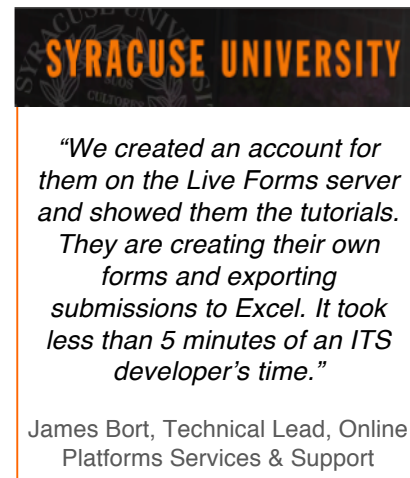 SYRACUSE UNIVERSITY
“We created an account for
them on the Live Forms server
and showed them the tutorials.
They are creating their own
forms and exporting
submissions to Excel. It took
less than 5 minutes of an ITS
developer’s time.”
James Bort, Technical Lead, Online
Platforms Services & Support